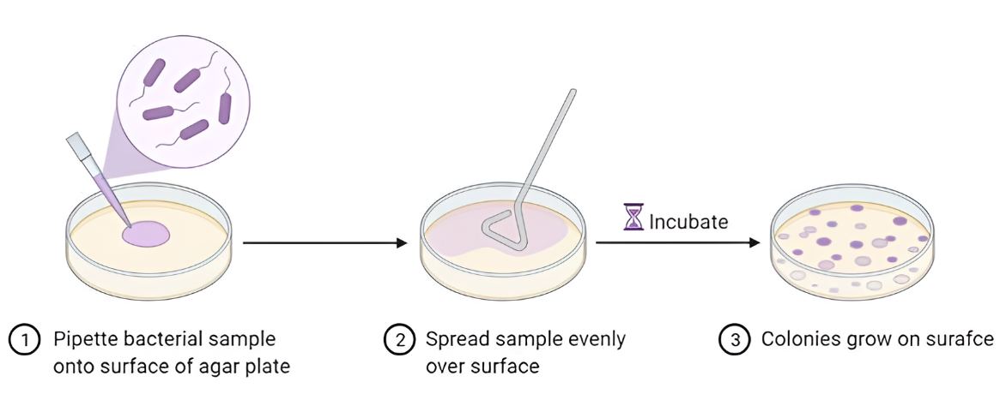 Incubate
1 Pipette bacterial sample
onto surface of agar plate
2 Spread sample evenly
over surface
3 Colonies grow on surafce